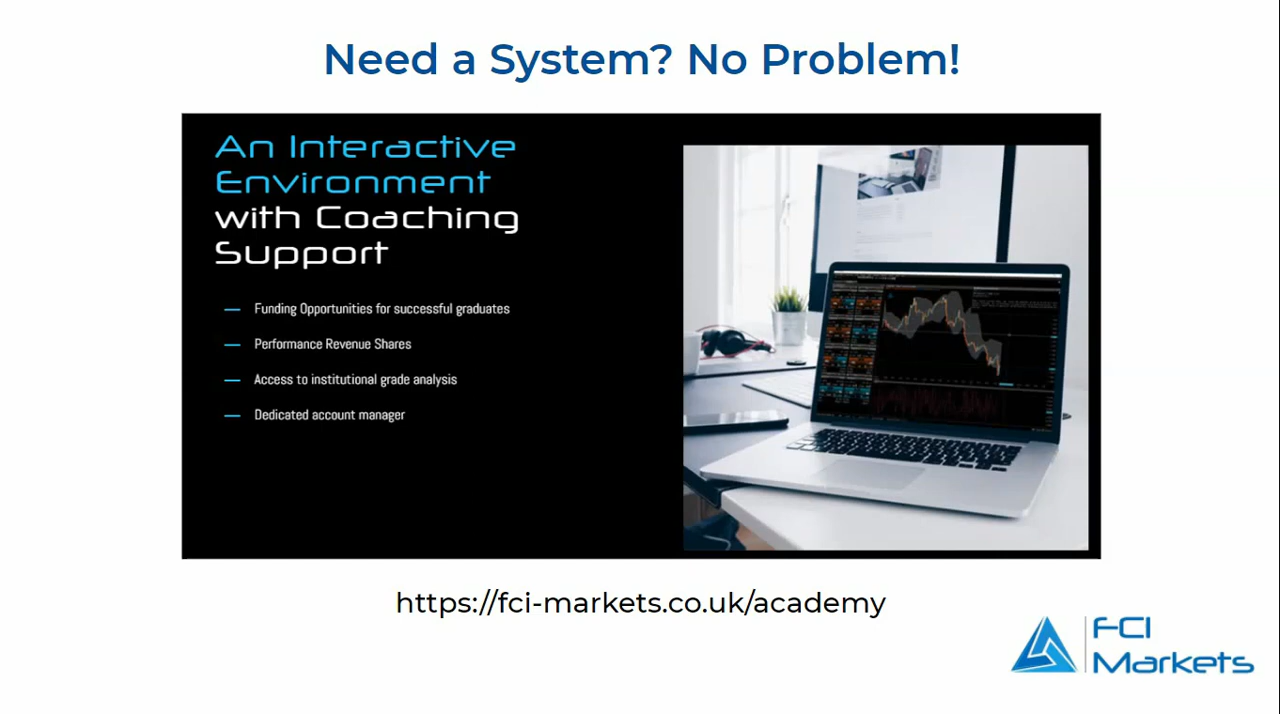 Need a System? No Problem!
An Interactive
Environment
with Coaching
Support
— Funding Opportunities for successful graduates
— Performance Revenue Shares
— Access to institutional grade analysis
— Dedicated account manager
https://fci-markets.co.uk/academy
FCI
Markets